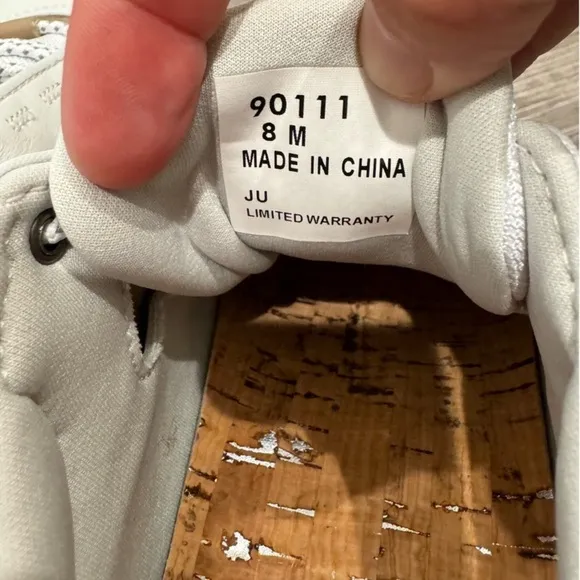 90111
8 M
MADE IN CHINA
JU
LIMITED WARRANTY